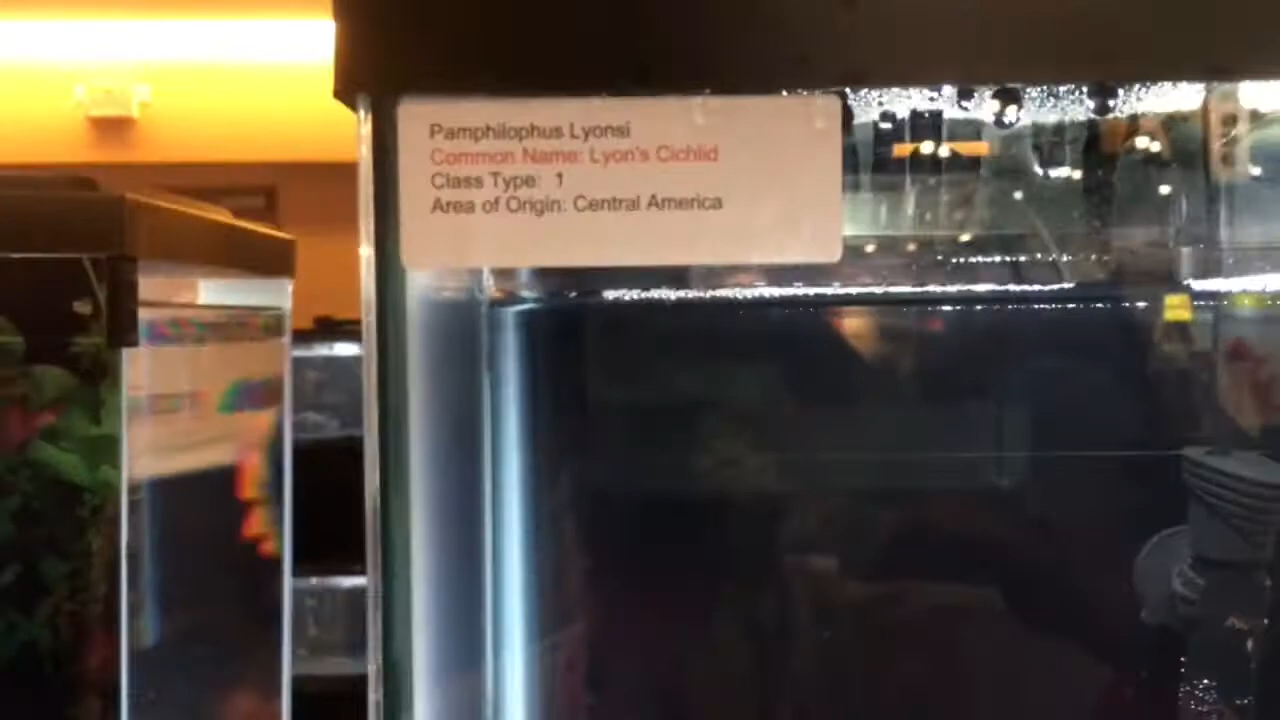 Pamphilophus Lyonsi
Common Name: Lyon's Cichlid
Class Type: 1
Area of Origin: Central America